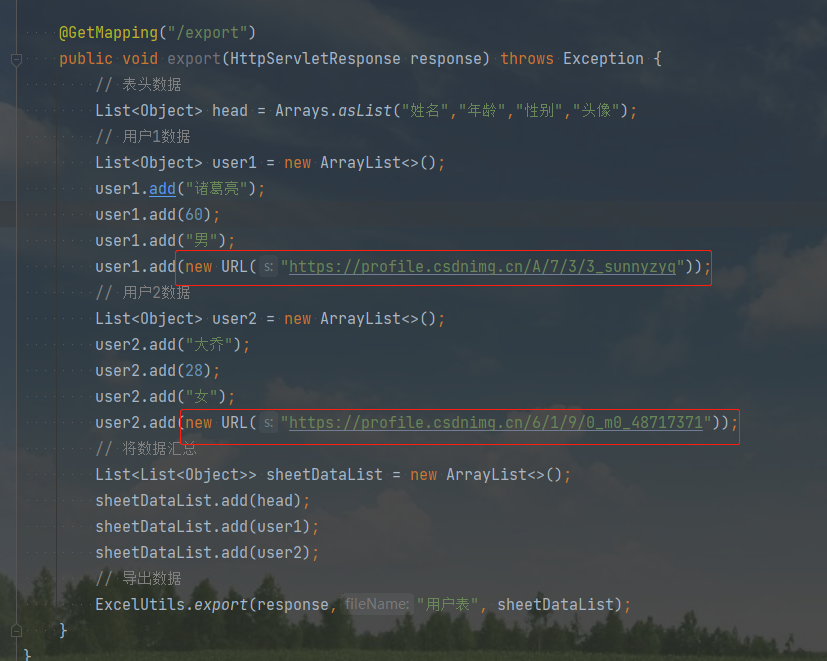 @GetMapping("/export")
public void export(HttpServletResponse response) throws Exception {
// 表头数据
List<Object> head = Arrays.asList("姓名","年龄","性别","头像");
// 用户1数据
List<Object> user1 = new ArrayList<>();
user1.add("诸葛亮");
user1.add(60);
user1.add("男");
user1.add(new URL( s: "https://profile.csdnimg.cn/A/7/3/3_sunnyzyq"));
// 用户2数据
List<Object> user2 = new ArrayList<>();
user2.add("大乔");
user2.add(28);
user2.add("女");
user2.add(new URL( s: "https://profile.csdnimg.cn/6/1/9/0_m0_48717371"));
// 将数据汇总
List<List<Object>> sheetDataList = new ArrayList<>();
sheetDataList.add(head);
sheetDataList.add(user1);
sheetDataList.add(user2);
// 导出数据
ExcelUtils.export(response, fileName: "用户表", sheetDataList);
}
}